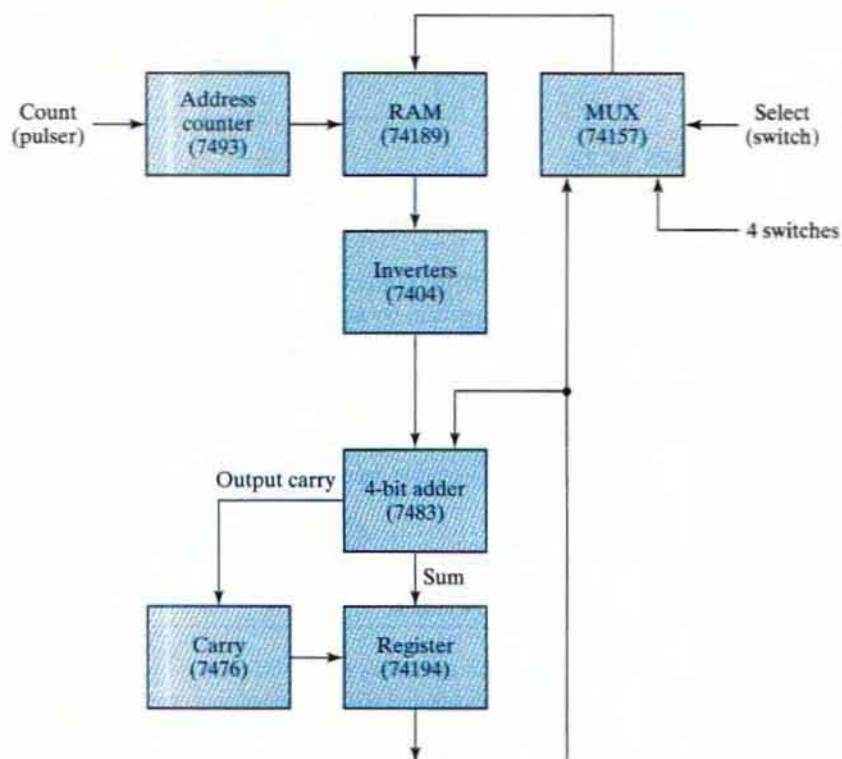 Count
(pulser)
Address
counter
(7493)
RAM
(74189)
MUX
(74157)
Select
(switch)
4 switches
Inverters
(7404)
Output carry
4-bit adder
(7483)
Sum
Carry
(7476)
Register
(74194)